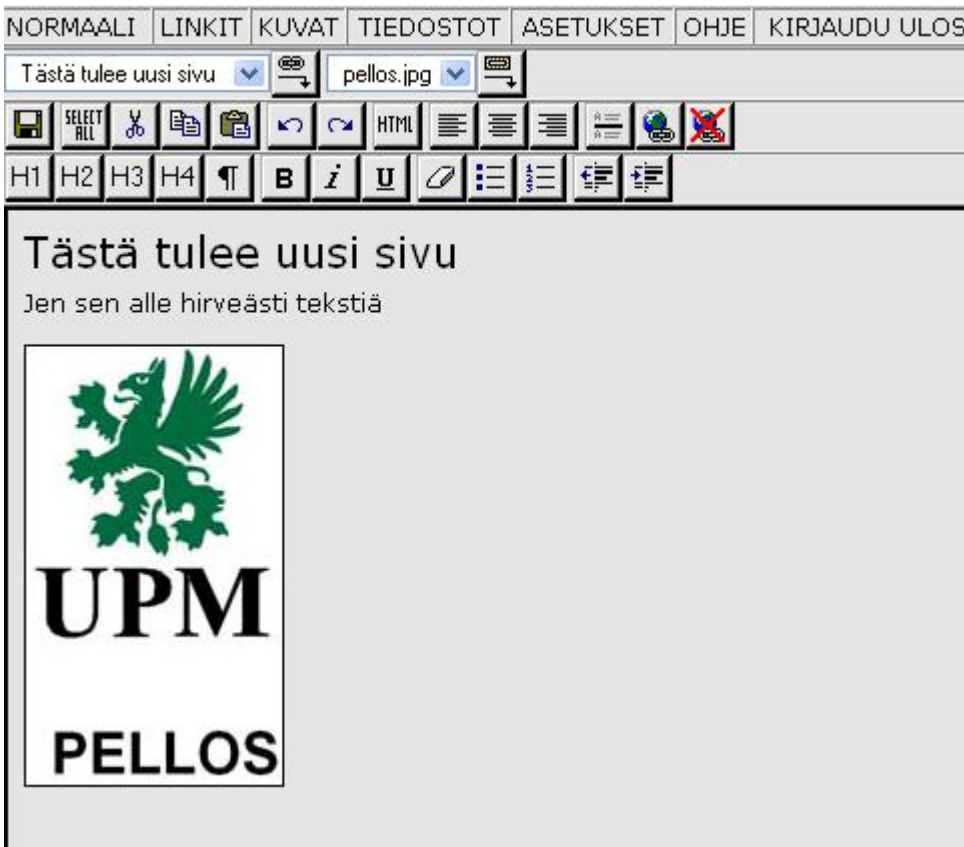 NORMAALI LINKIT KUVAT TIEDOSTOT ASETUKSET OHJE KIRJAUDU ULOS
Tästä tulee uusi sivu pellos.jpg
SELECT ALL HTML
H1 H2 H3 H4 ¶ B i U
Tästä tulee uusi sivu
Jen sen alle hirveästi tekstiä
UPM
PELLOS